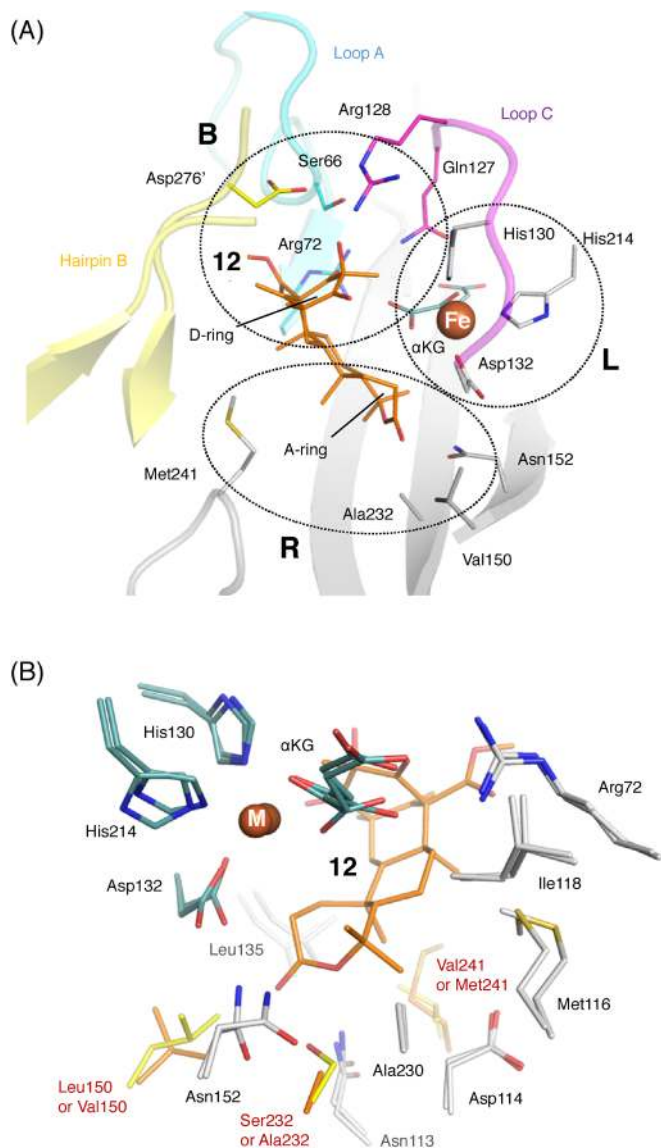 (A)
Loop A
Arg128
Loop C
B
Ser66
Gln127
Asp276'
His130
His214
Arg72
Hairpin B
12
Fe
D-ring
αKG
L
Asp132
A-ring
Asn152
Met241
Ala232
R
Val150
(B)
His130
αKG
Arg72
M
His214
12
Ile118
Asp132
Leu135
Val241
or Met241
Met116
Ala230
Leu150
or Val150
Asn152
Asp114
Ser232
or Ala232
Asn113